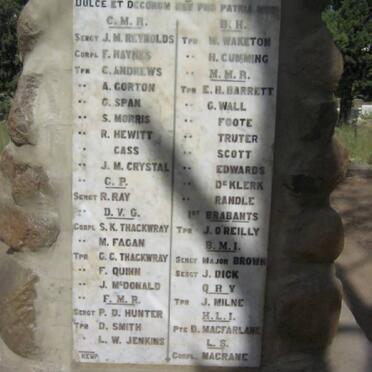 DULCE ET DECORUM EST PRO PATRIA MORI
C.M.R.
SERGT J.M. REYNOLDS
CORPL F. HAYNES
TPR C. ANDREWS
" A. GORTON
" G. SPAN
" S. MORRIS
" R. HEWITT
" CASS
" J.M. CRYSTAL
C.P.
SERGT R. RAY
D.V.G.
CORPL S.K. THACKWRAY
" M. FAGAN
TPR C.C. THACKWRAY
" F. QUINN
" J. McDONALD
F.M.R.
SERGT P.D. HUNTER
TPR D. SMITH
" L.W. JENKINS
B.H.
TPR W. WAKETON
" H. CUMMING
M.M.R.
TPR E.H. BARRETT
" G. WALL
" FOOTE
" TRUTER
" SCOTT
" EDWARDS
" DE KLERK
" RANDLE
1ST BRABANTS
TPR J. O'REILLY
B.M.I.
SERGT MAJOR BROWN
SERGT J. DICK
Q R V
TPR J. MILNE
H.L.I.
PTE D. MACFARLANE
L.S.
CORPL MACRANE